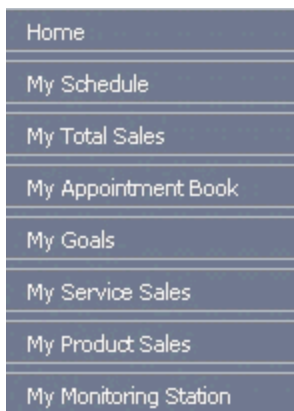 Home
My Schedule
My Total Sales
My Appointment Book
My Goals
My Service Sales
My Product Sales
My Monitoring Station